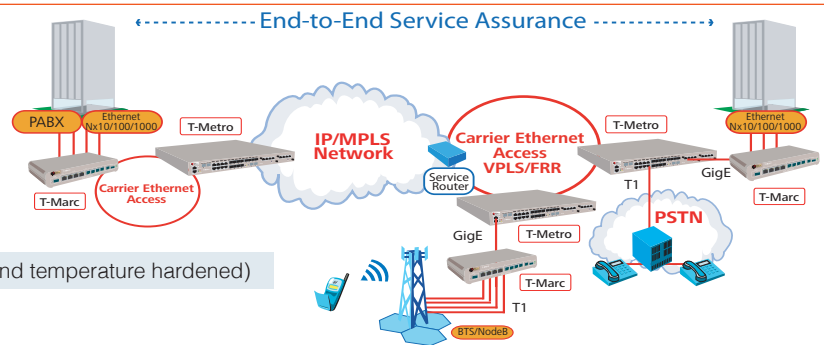 End-to-End Service Assurance
PABX
Ethernet
Nx10/100/1000
T-Metro
T-Marc
Carrier Ethernet
Access
IP/MPLS
Network
Service
Router
Carrier Ethernet
Access
VPLS/FRR
T-Metro
Ethernet
Nx10/100/1000
GigE
T-Marc
T1
PSTN
GigE
T-Metro
T-Marc
T1
BTS/NodeB
nd temperature hardened)